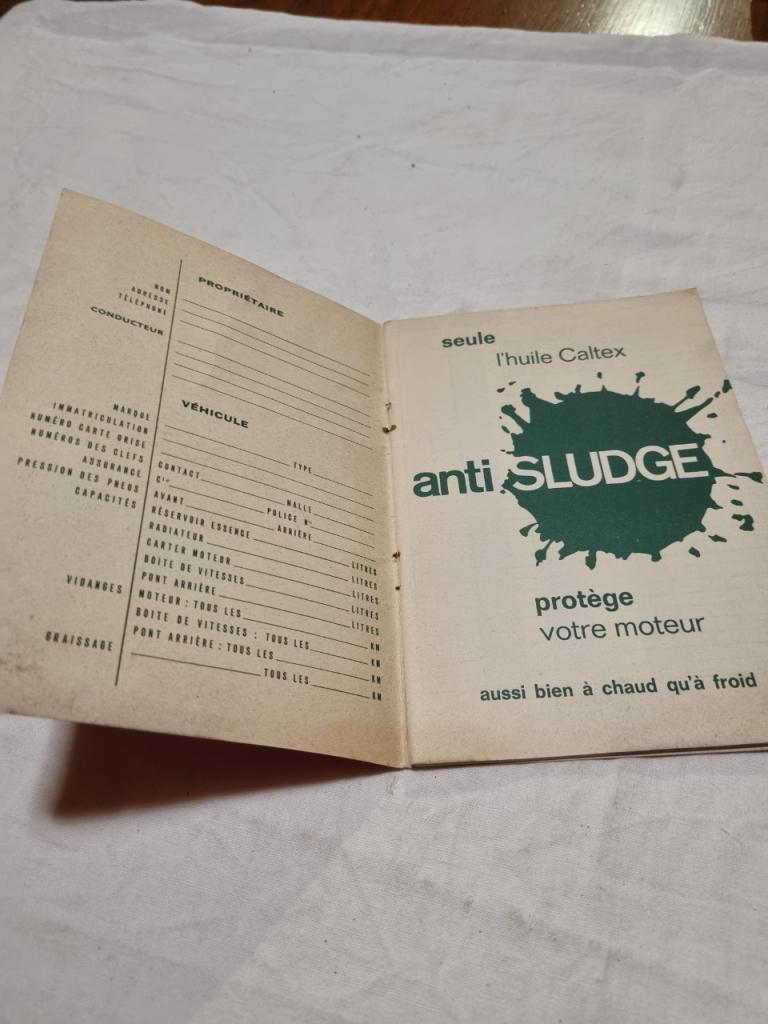 PROPRIÉTAIRE
NOM
ADRESSE
TÉLÉPHONE
CONDUCTEUR
VÉHICULE
MARQUE TYPE
IMMATRICULATION
NUMÉRO CARTE GRISE
NUMÉROS DES CLEFS CONTACT MALLE
ASSURANCE Cie POLICE No
PRESSION DES PNEUS AVANT ARRIÈRE
CAPACITÉS RÉSERVOIR ESSENCE LITRES
RADIATEUR LITRES
CARTER MOTEUR LITRES
BOITE DE VITESSES LITRES
PONT ARRIÈRE LITRES
VIDANGES MOTEUR : TOUS LES KM
BOITE DE VITESSES : TOUS LES KM
PONT ARRIÈRE : TOUS LES KM
GRAISSAGE TOUS LES KM
seule
l'huile Caltex
anti SLUDGE
protège
votre moteur
aussi bien à chaud qu'à froid